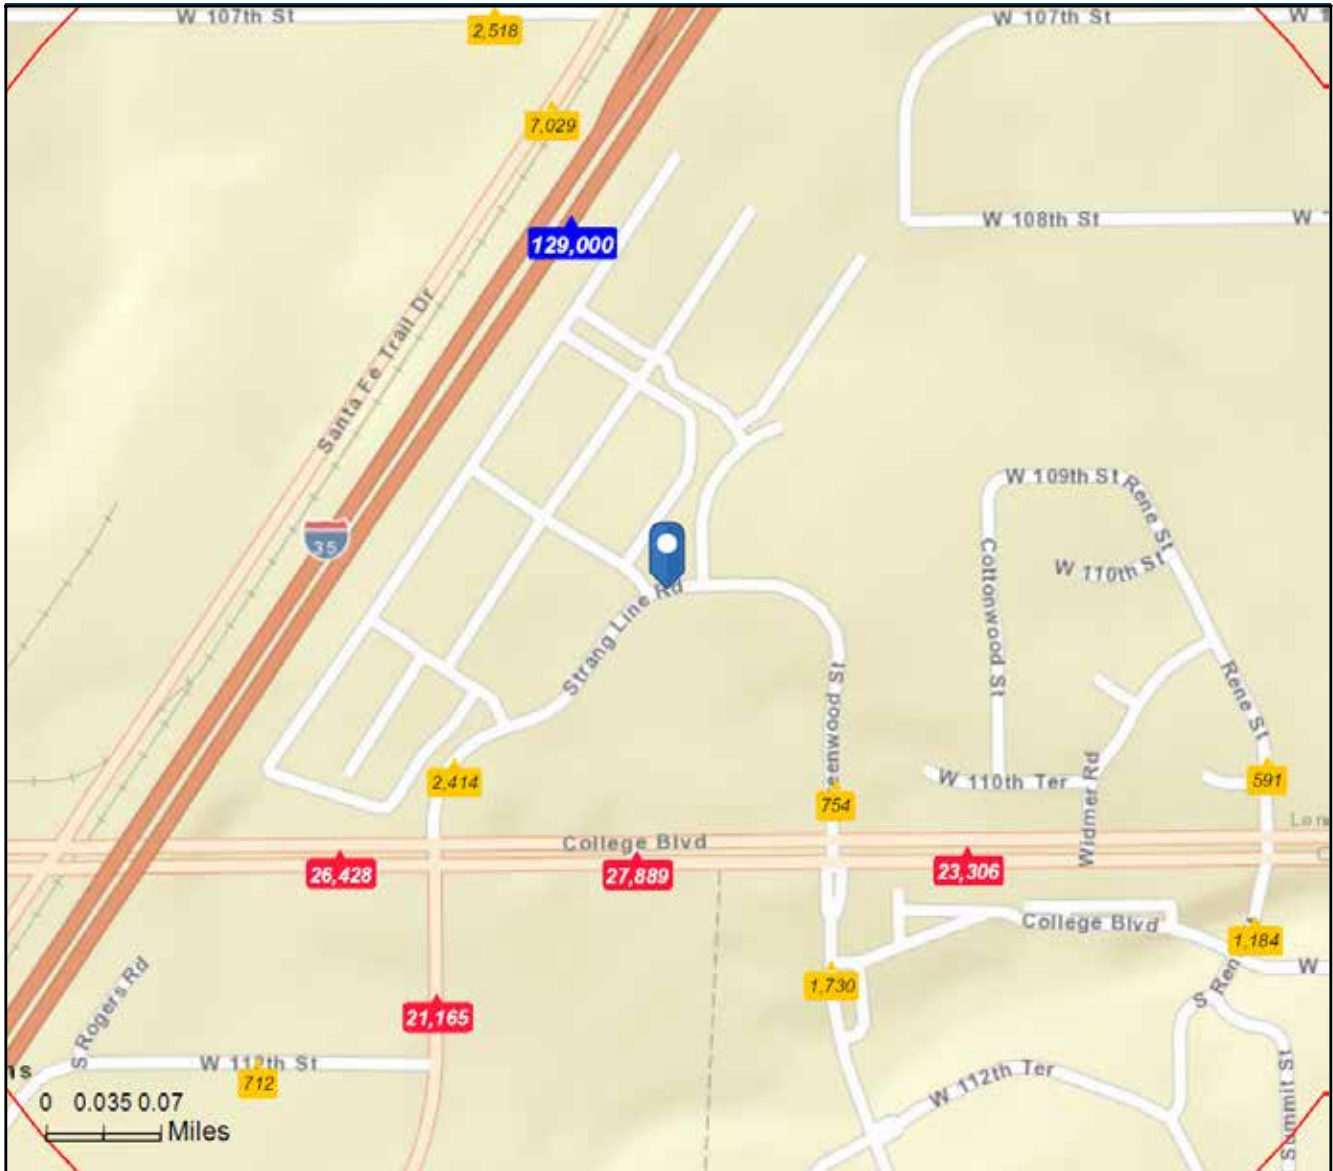 W 107th St
2,518
W 107th St
W 1
7,029
129,000
W 108th St
W
Santa Fe Trail Dr
35
W 109th St
Rene St
W 110th St
Cottonwood St
Strang Line Rd
eenwood St
Rene St
2,414
754
W 110th Ter
Widmer Rd
591
College Blvd
26,428
27,889
23,306
College Blvd
1,184
W
1,730
S Ren
S Rogers Rd
21,165
W 112th St
712
W 112th Ter
Summit St
0 0.035 0.07
Miles